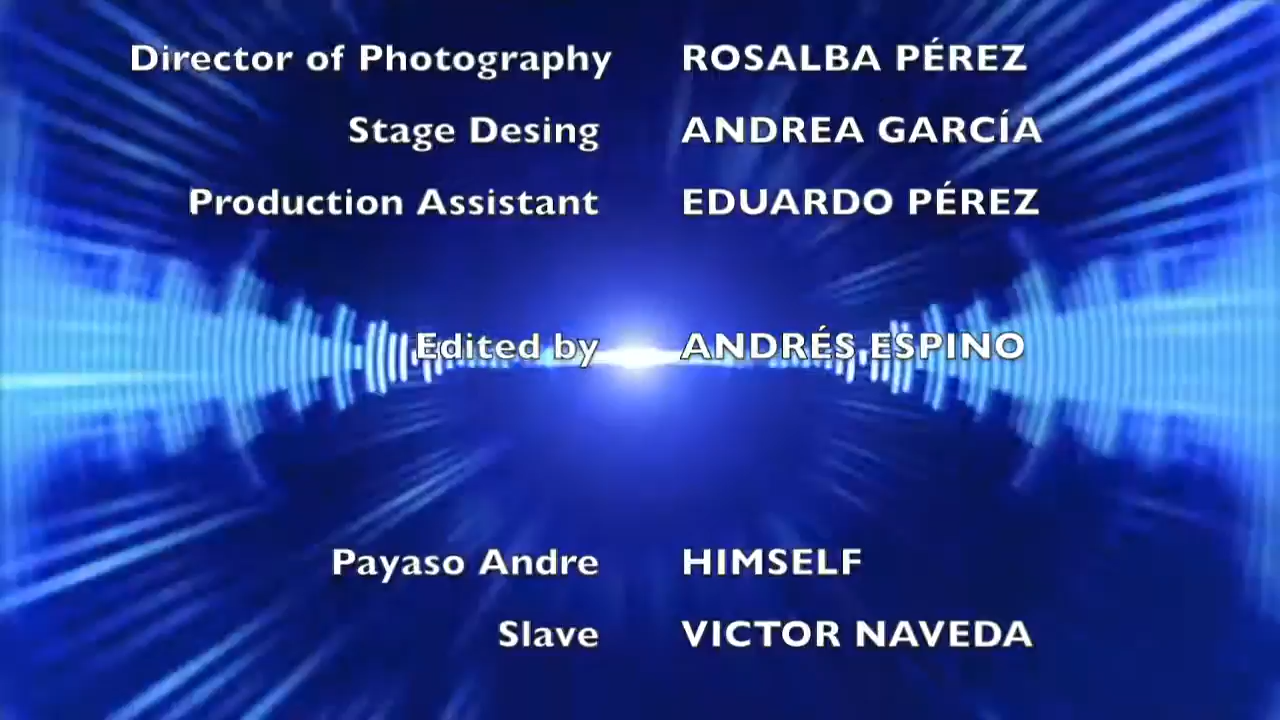 Director of Photography ROSALBA PÉREZ
Stage Desing ANDREA GARCÍA
Production Assistant EDUARDO PÉREZ
Edited by ANDRÉS ESPINO
Payaso Andre HIMSELF
Slave VICTOR NAVEDA